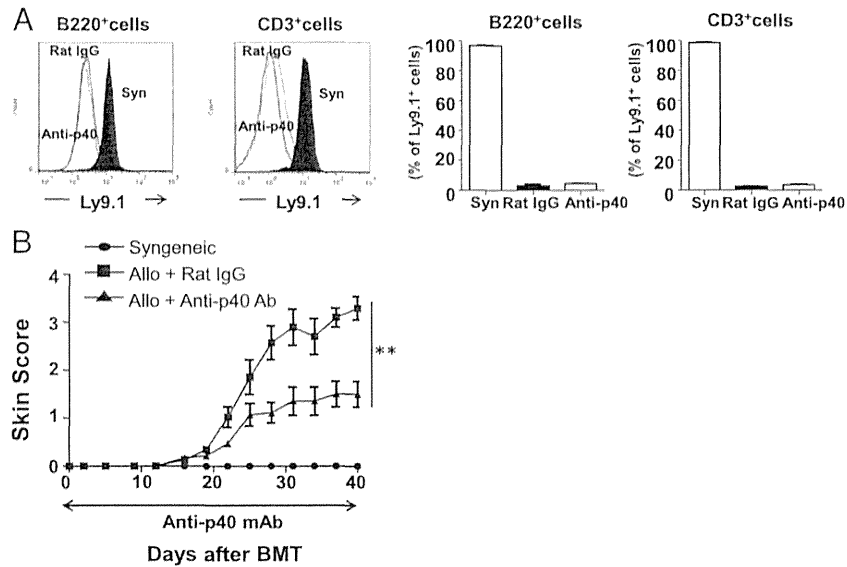 A
B220+cells
CD3+cells
B220+cells
CD3+cells
Rat IgG
Syn
Anti-p40
Ly9.1
Rat IgG
Syn
Anti-p40
Ly9.1
(% of Ly9.1+ cells)
100
80
60
40
20
0
Syn Rat IgG Anti-p40
(% of Ly9.1+ cells)
100
80
60
40
20
0
Syn Rat IgG Anti-p40
B
Syngeneic
Allo + Rat IgG
Allo + Anti-p40 Ab
Skin Score
4
3
2
1
0
**
0 10 20 30 40
Anti-p40 mAb
Days after BMT